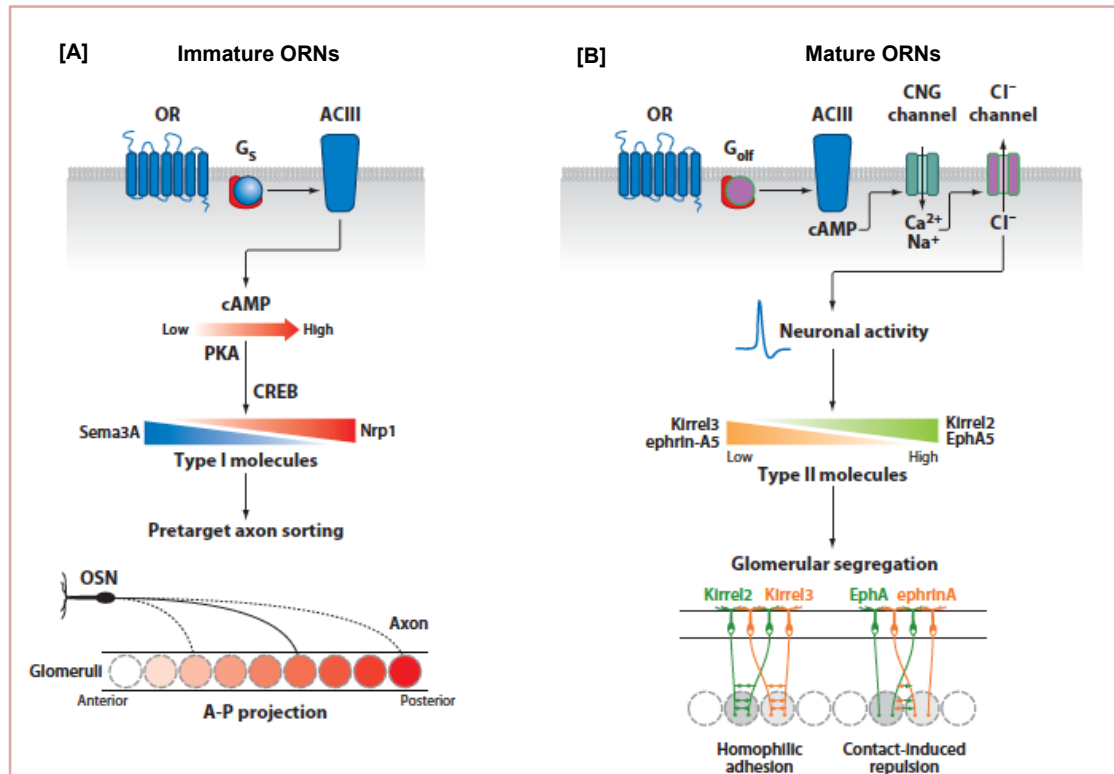 [A] Immature ORNs
OR
G_S
ACIII
cAMP
Low
High
PKA
CREB
Sema3A
Nrp1
Type I molecules
Pretarget axon sorting
OSN
Axon
Glomeruli
Anterior
Posterior
A-P projection
[B] Mature ORNs
OR
G_olf
ACIII
CNG
channel
Cl⁻
channel
cAMP
Ca²⁺
Na⁺
Cl⁻
Neuronal activity
Kirrel3
ephrin-A5
Kirrel2
EphA5
Low
High
Type II molecules
Glomerular segregation
Kirrel2
Kirrel3
EphA
ephrinA
Homophilic
adhesion
Contact-induced
repulsion